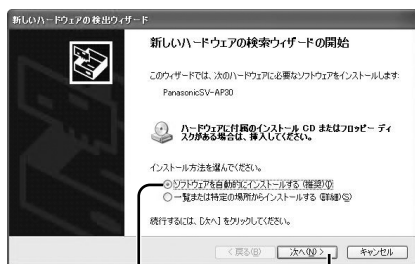 新しいハードウェアの検出ウィザード
新しいハードウェアの検索ウィザードの開始
このウィザードでは、次のハードウェアに必要なソフトウェアをインストールします:
PanasonicSV-AP30
ハードウェアに付属のインストール CD またはフロッピー ディ
スクがある場合は、挿入してください。
インストール方法を選んでください。
ソフトウェアを自動的にインストールする (推奨)(I)
一覧または特定の場所からインストールする (詳細)(S)
続行するには、[次へ] をクリックしてください。
< 戻る(B) 次へ(N) > キャンセル